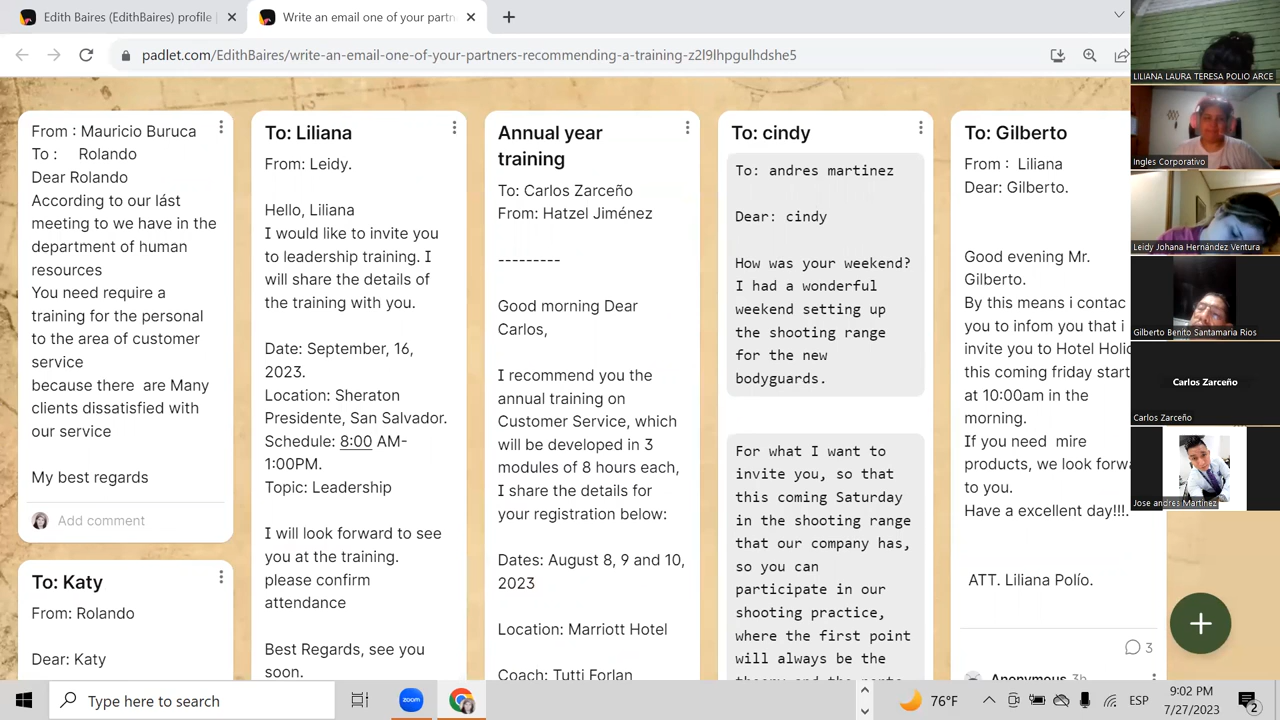 Edith Baires (EdithBaires) profile |
Write an email one of your partn
padlet.com/EdithBaires/write-an-email-one-of-your-partners-recommending-a-training-z2l9lhpgulhdshe5
From : Mauricio Buruca
To : Rolando
Dear Rolando
According to our lást
meeting to we have in the
department of human
resources
You need require a
training for the personal
to the area of customer
service
because there are Many
clients dissatisfied with
our service
My best regards
Add comment
To: Katy
From: Rolando
Dear: Katy
To: Liliana
From: Leidy.
Hello, Liliana
I would like to invite you
to leadership training. I
will share the details of
the training with you.
Date: September, 16,
2023.
Location: Sheraton
Presidente, San Salvador.
Schedule: 8:00 AM-
1:00PM.
Topic: Leadership
I will look forward to see
you at the training.
please confirm
attendance
Best Regards, see you
soon.
Annual year
training
To: Carlos Zarceño
From: Hatzel Jiménez
---------
Good morning Dear
Carlos,
I recommend you the
annual training on
Customer Service, which
will be developed in 3
modules of 8 hours each,
I share the details for
your registration below:
Dates: August 8, 9 and 10,
2023
Location: Marriott Hotel
Coach: Tutti Forlan
To: cindy
To: andres martinez
Dear: cindy
How was your weekend?
I had a wonderful
weekend setting up
the shooting range
for the new
bodyguards.
For what I want to
invite you, so that
this coming Saturday
in the shooting range
that our company has,
so you can
participate in our
shooting practice,
where the first point
will always be the
To: Gilberto
From : Liliana
Dear: Gilberto.
Good evening Mr.
Gilberto.
By this means i contac
you to infom you that i
invite you to Hotel Holid
this coming friday start
at 10:00am in the
morning.
If you need mire
products, we look forwa
to you.
Have a excellent day!!!.
ATT. Liliana Polío.
3
Anonymous 3h
LILIANA LAURA TERESA POLIO ARCE
Ingles Corporativo
Leidy Johana Hernández Ventura
Gilberto Benito Santamaria Rios
Carlos Zarceño
Carlos Zarceño
Jose andres Martinez
Type here to search
zoom
76°F
ESP
9:02 PM
7/27/2023
2